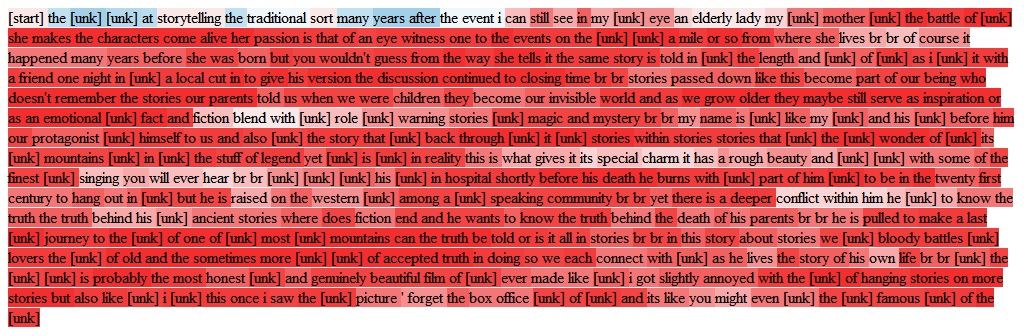 [start] the [unk] [unk] at storytelling the traditional sort many years after the event i can still see in my [unk] eye an elderly lady my [unk] mother [unk] the battle of [unk]
she makes the characters come alive her passion is that of an eye witness one to the events on the [unk] [unk] a mile or so from where she lives br br of course it
happened many years before she was born but you wouldn't guess from the way she tells it the same story is told in [unk] the length and [unk] of [unk] as i [unk] it with
a friend one night in [unk] a local cut in to give his version the discussion continued to closing time br br stories passed down like this become part of our being who
doesn't remember the stories our parents told us when we were children they become our invisible world and as we grow older they maybe still serve as inspiration or
as an emotional [unk] fact and fiction blend with [unk] role [unk] warning stories [unk] magic and mystery br br my name is [unk] like my [unk] and his [unk] before him
our protagonist [unk] himself to us and also [unk] the story that [unk] back through [unk] it [unk] stories within stories stories that [unk] the [unk] wonder of [unk] its
[unk] mountains [unk] in [unk] the stuff of legend yet [unk] is [unk] in reality this is what gives it its special charm it has a rough beauty and [unk] [unk] with some of the
finest [unk] singing you will ever hear br br [unk] [unk] [unk] his [unk] in hospital shortly before his death he burns with [unk] part of him [unk] to be in the twenty first
century to hang out in [unk] but he is raised on the western [unk] among a [unk] speaking community br br yet there is a deeper conflict within him he [unk] to know the
truth the truth behind his [unk] ancient stories where does fiction end and he wants to know the truth behind the death of his parents br br he is pulled to make a last
[unk] journey to the [unk] of one of [unk] most [unk] mountains can the truth be told or is it all in stories br br in this story about stories we [unk] bloody battles [unk]
lovers the [unk] of old and the sometimes more [unk] of accepted truth in doing so we each connect with [unk] as he lives the story of his own life br br [unk] the
[unk] [unk] is probably the most honest [unk] and genuinely beautiful film of [unk] ever made like [unk] i got slightly annoyed with the [unk] of hanging stories on more
stories but also like [unk] i [unk] this once i saw the [unk] picture ' forget the box office [unk] of [unk] and its like you might even [unk] the [unk] famous [unk] of the
[unk]